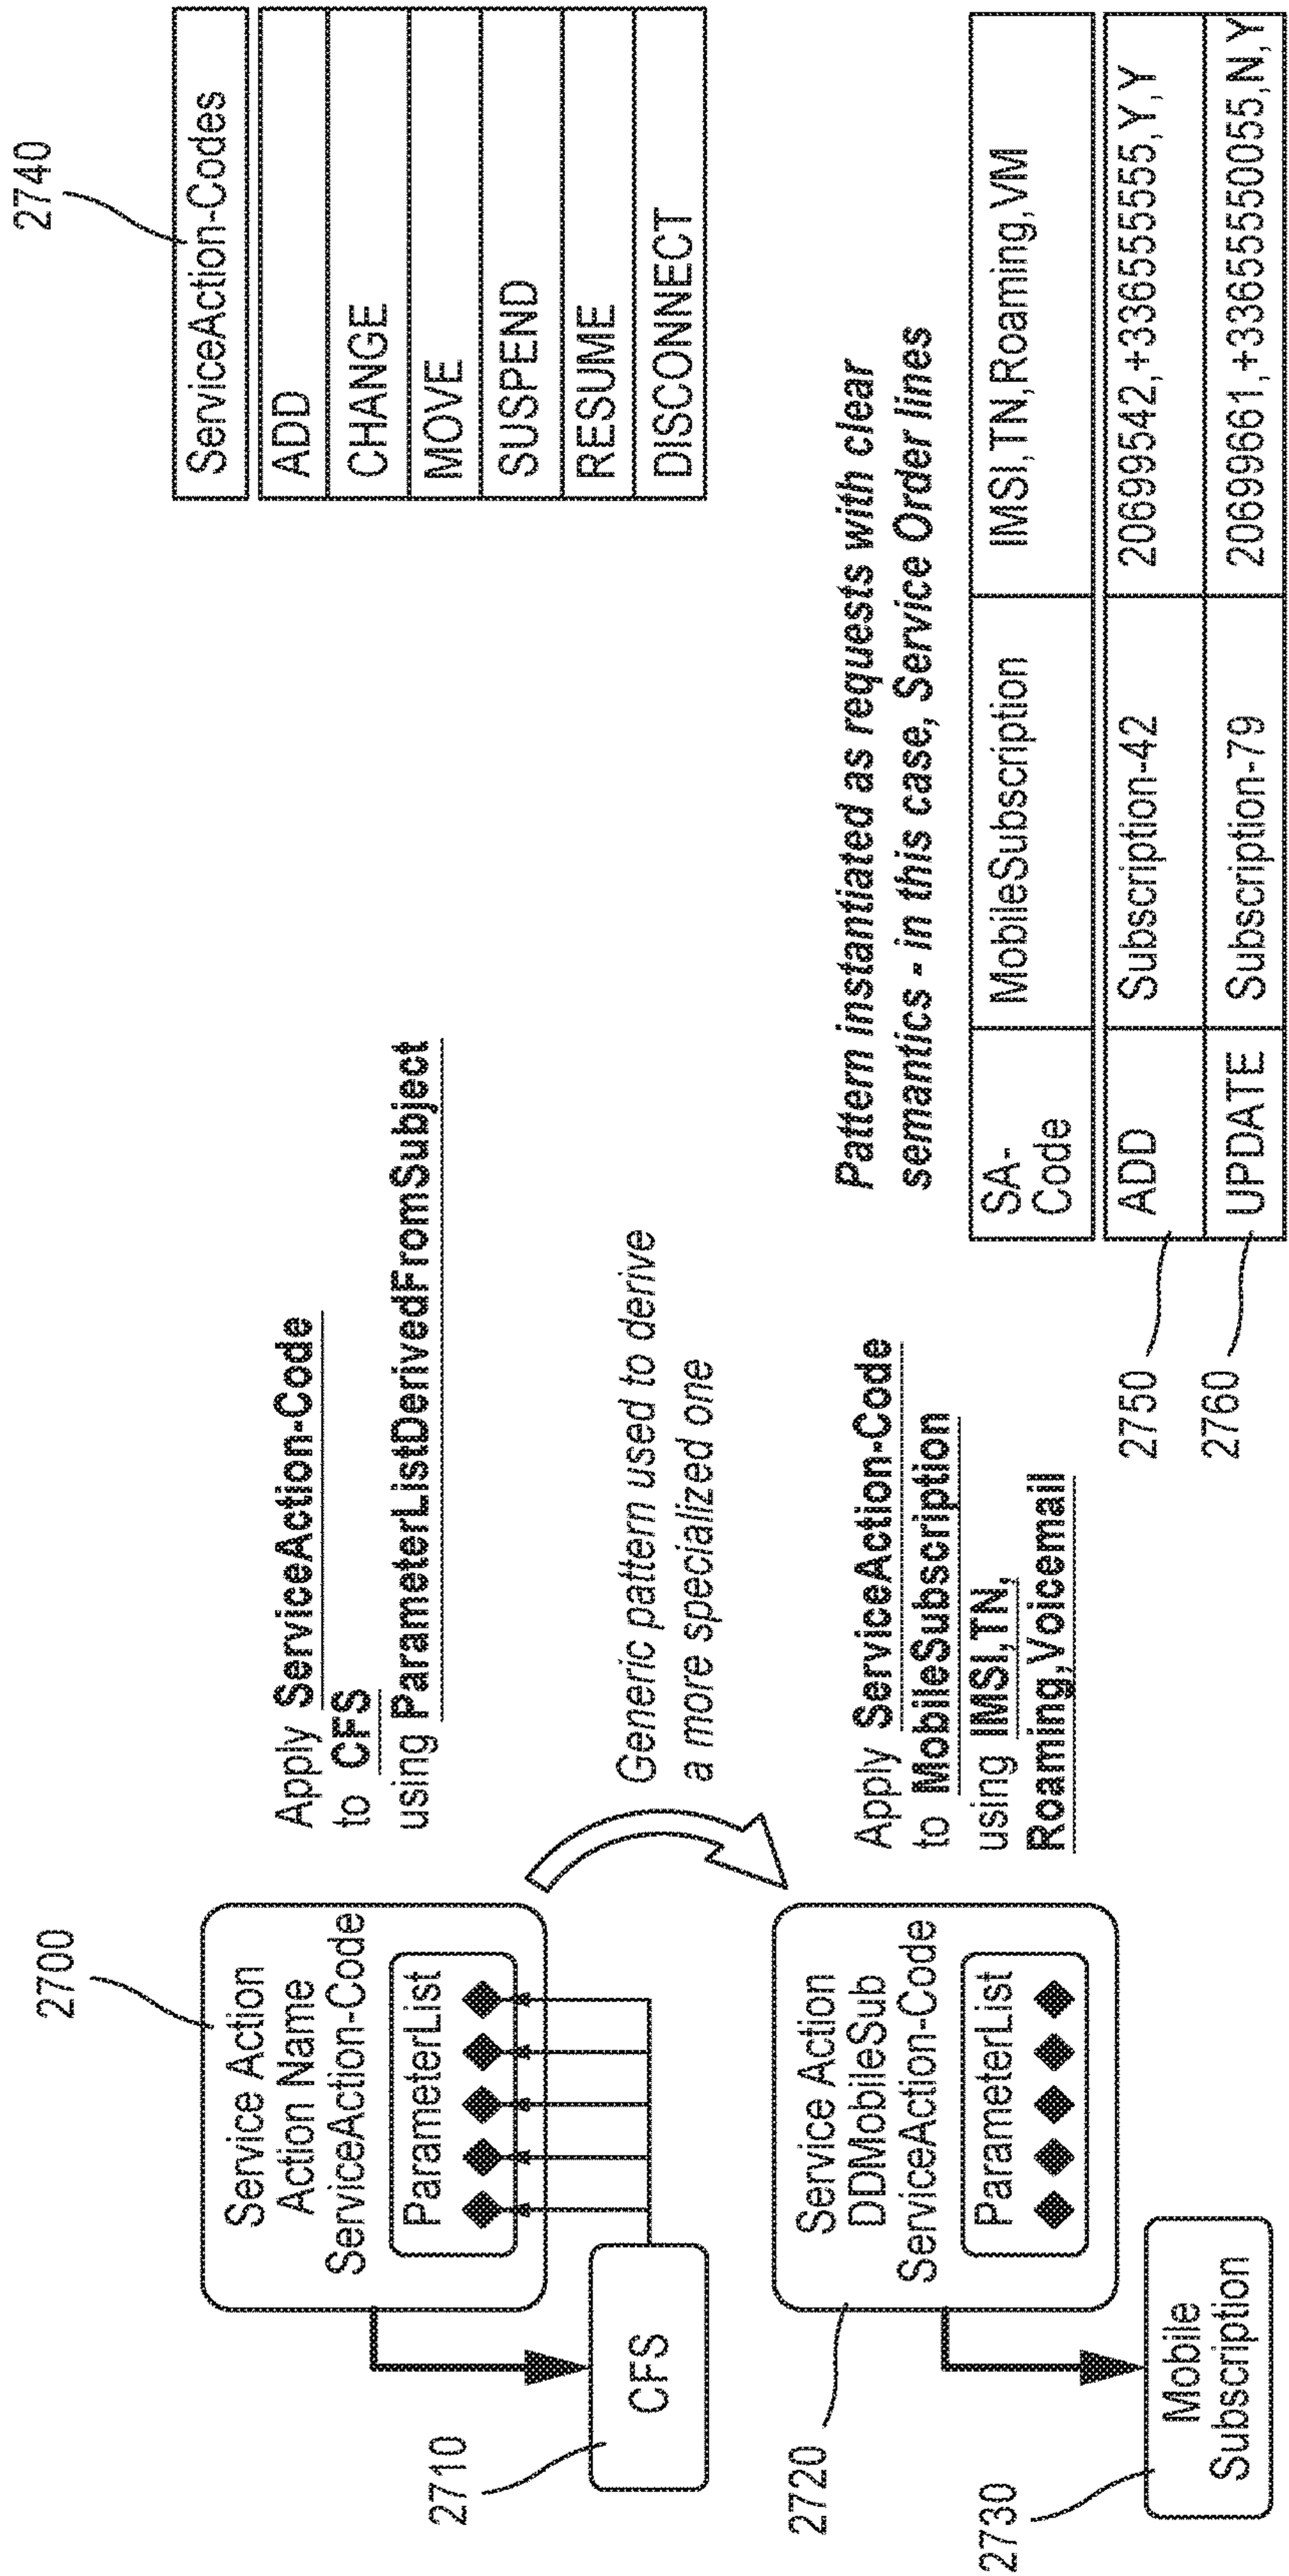 2700
Service Action
Action Name
ServiceAction-Code
ParameterList
2710
CFS
Apply ServiceAction-Code
to CFS
using ParameterListDerivedFromSubject
2740
ServiceAction-Codes
ADD
CHANGE
MOVE
SUSPEND
RESUME
DISCONNECT
Generic pattern used to derive
a more specialized one
2720
Service Action
DDMobileSub
ServiceAction-Code
ParameterList
2730
Mobile
Subscription
Apply ServiceAction-Code
to MobileSubscription
using IMSI,TN,
Roaming,Voicemail
Pattern instantiated as requests with clear
semantics - in this case, Service Order lines
SA-
Code
MobileSubscription
IMSI,TN,Roaming,VM
2750
ADD
Subscription-42
20699542,+3365555555,Y,Y
2760
UPDATE
Subscription-79
20699661,+3365550055,N,Y